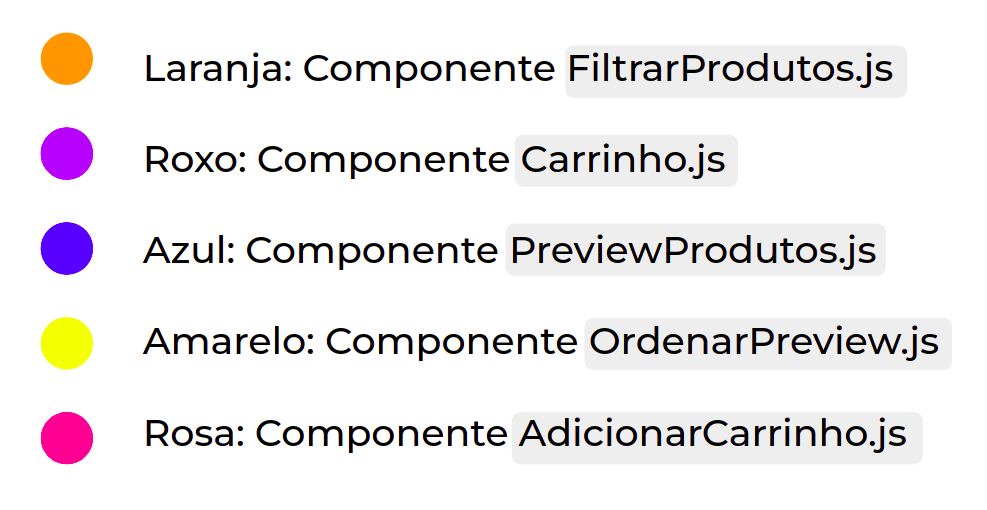 Laranja: Componente FiltrarProdutos.js
Roxo: Componente Carrinho.js
Azul: Componente PreviewProdutos.js
Amarelo: Componente OrdenarPreview.js
Rosa: Componente AdicionarCarrinho.js